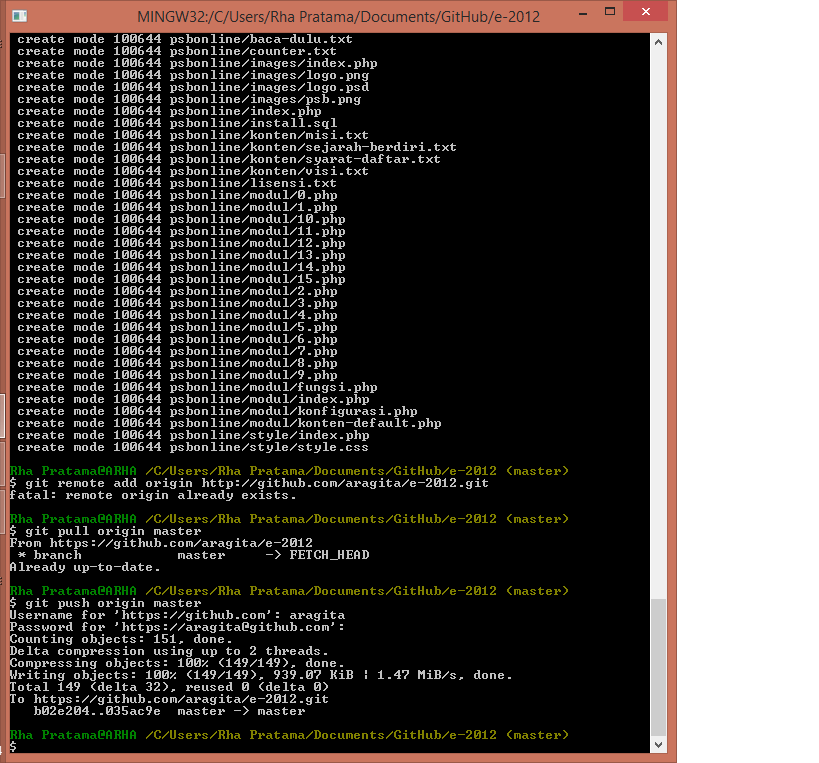 MINGW32:/C/Users/Rha Pratama/Documents/GitHub/e-2012
create mode 100644 psbonline/baca-dulu.txt
create mode 100644 psbonline/counter.txt
create mode 100644 psbonline/images/index.php
create mode 100644 psbonline/images/logo.png
create mode 100644 psbonline/images/logo.psd
create mode 100644 psbonline/images/psb.png
create mode 100644 psbonline/index.php
create mode 100644 psbonline/install.sql
create mode 100644 psbonline/konten/misi.txt
create mode 100644 psbonline/konten/sejarah-berdiri.txt
create mode 100644 psbonline/konten/syarat-daftar.txt
create mode 100644 psbonline/konten/visi.txt
create mode 100644 psbonline/lisensi.txt
create mode 100644 psbonline/modul/0.php
create mode 100644 psbonline/modul/1.php
create mode 100644 psbonline/modul/10.php
create mode 100644 psbonline/modul/11.php
create mode 100644 psbonline/modul/12.php
create mode 100644 psbonline/modul/13.php
create mode 100644 psbonline/modul/14.php
create mode 100644 psbonline/modul/15.php
create mode 100644 psbonline/modul/2.php
create mode 100644 psbonline/modul/3.php
create mode 100644 psbonline/modul/4.php
create mode 100644 psbonline/modul/5.php
create mode 100644 psbonline/modul/6.php
create mode 100644 psbonline/modul/7.php
create mode 100644 psbonline/modul/8.php
create mode 100644 psbonline/modul/9.php
create mode 100644 psbonline/modul/fungsi.php
create mode 100644 psbonline/modul/index.php
create mode 100644 psbonline/modul/konfigurasi.php
create mode 100644 psbonline/modul/konten-default.php
create mode 100644 psbonline/style/index.php
create mode 100644 psbonline/style/style.css
Rha Pratama@ARHA /C/Users/Rha Pratama/Documents/GitHub/e-2012 (master)
$ git remote add origin http://github.com/aragita/e-2012.git
fatal: remote origin already exists.
Rha Pratama@ARHA /C/Users/Rha Pratama/Documents/GitHub/e-2012 (master)
$ git pull origin master
From https://github.com/aragita/e-2012
* branch            master     -> FETCH_HEAD
Already up-to-date.
Rha Pratama@ARHA /C/Users/Rha Pratama/Documents/GitHub/e-2012 (master)
$ git push origin master
Username for 'https://github.com': aragita
Password for 'https://aragita@github.com':
Counting objects: 151, done.
Delta compression using up to 2 threads.
Compressing objects: 100% (149/149), done.
Writing objects: 100% (149/149), 939.07 KiB | 1.47 MiB/s, done.
Total 149 (delta 32), reused 0 (delta 0)
To https://github.com/aragita/e-2012.git
b02e204..035ac9e  master -> master
Rha Pratama@ARHA /C/Users/Rha Pratama/Documents/GitHub/e-2012 (master)
$